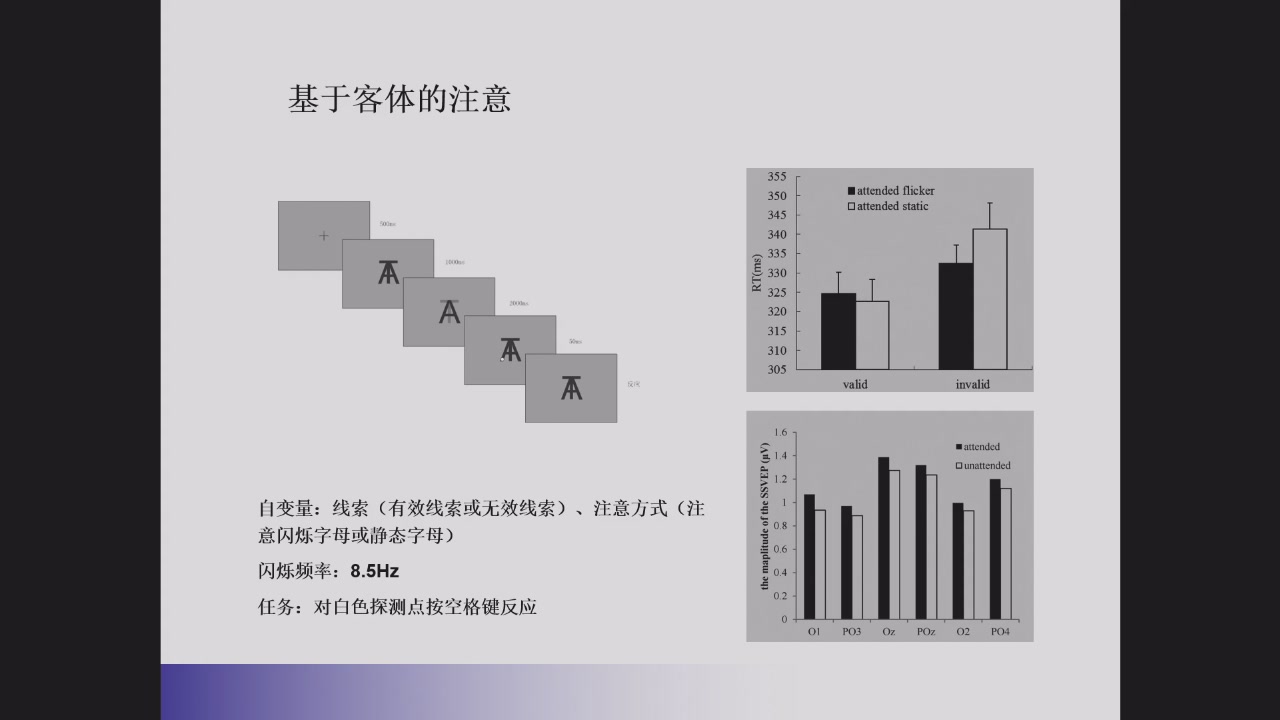 基于客体的注意
500ms
1000ms
2000ms
50ms
反应
自变量：线索（有效线索或无效线索）、注意方式（注
意闪烁字母或静态字母）
闪烁频率：8.5Hz
任务：对白色探测点按空格键反应
355
350
345
340
335
330
325
320
315
310
305
RT(ms)
attended flicker
attended static
valid invalid
1.6
1.4
1.2
1
0.8
0.6
0.4
0.2
0
the maplitude of the SSVEP (μV)
attended
unattended
O1 PO3 Oz POz O2 PO4